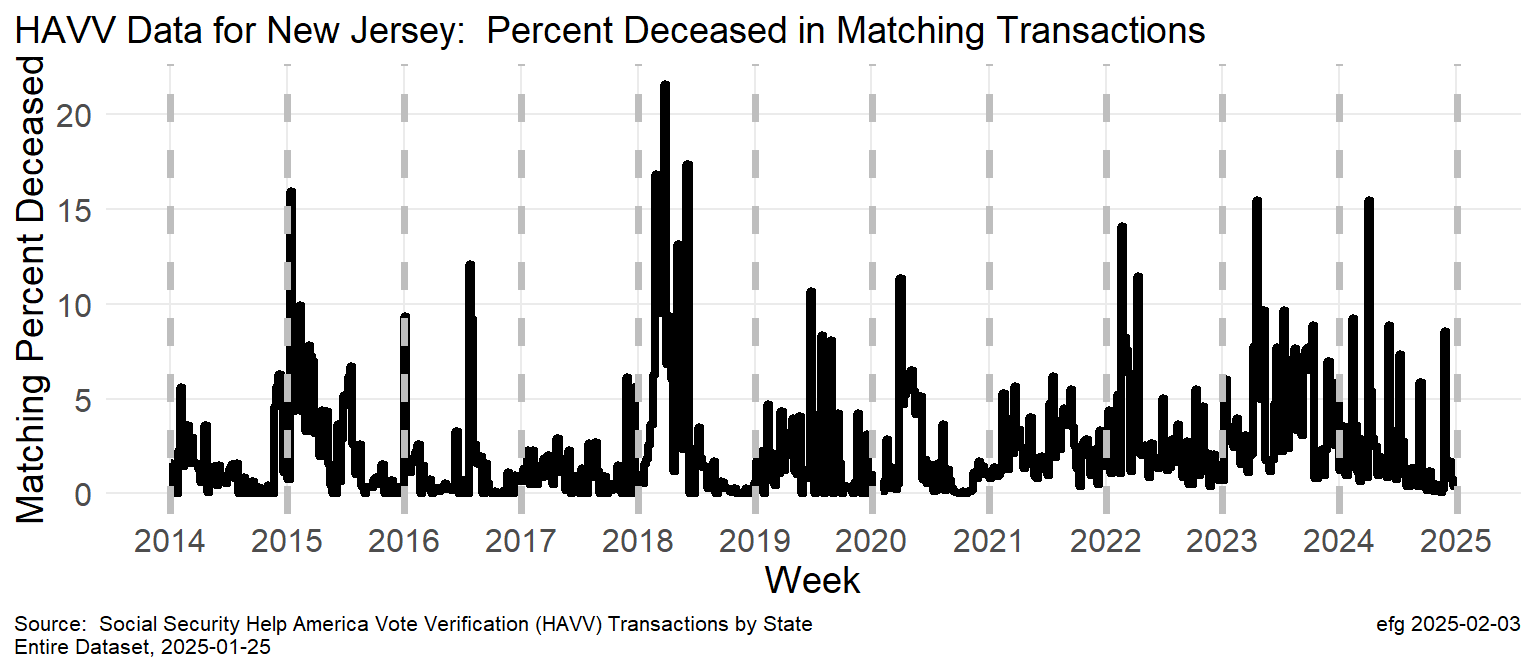 HAVV Data for New Jersey:  Percent Deceased in Matching Transactions
Matching Percent Deceased
20
15
10
5
0
2014 2015 2016 2017 2018 2019 2020 2021 2022 2023 2024 2025
Week
Source:  Social Security Help America Vote Verification (HAVV) Transactions by State
Entire Dataset, 2025-01-25
efg 2025-02-03